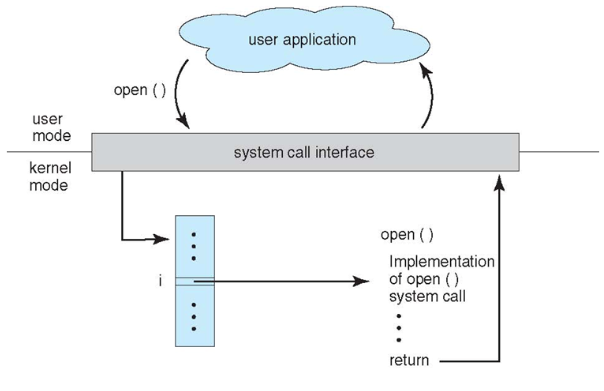 user application
open ( )
user
mode
system call interface
kernel
mode
open ( )
i
Implementation
of open ( )
system call
return